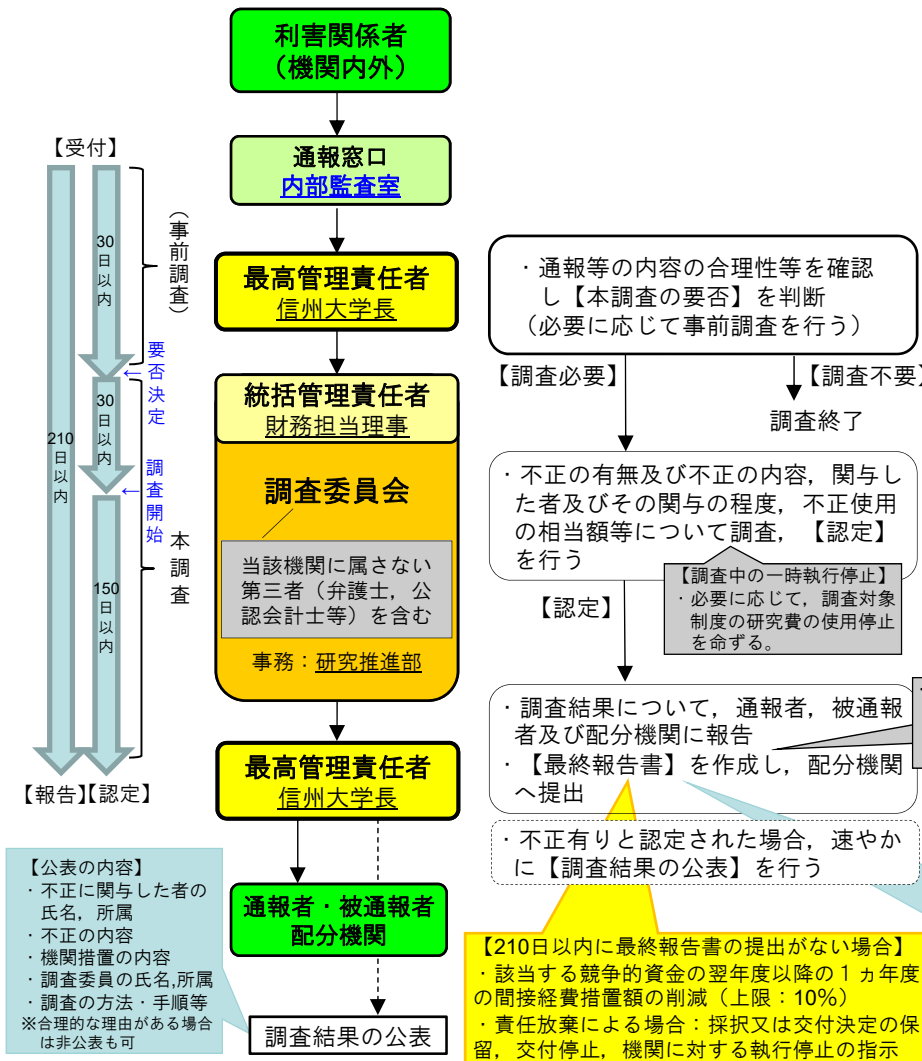 利害関係者
（機関内外）
【受付】
通報窓口
内部監査室
30日以内
（事前調査）
最高管理責任者
信州大学長
←要否決定
統括管理責任者
財務担当理事
30日以内
210日以内
←調査開始
調査委員会
当該機関に属さない
第三者（弁護士，公
認会計士等）を含む
事務：研究推進部
本調査
150日以内
最高管理責任者
信州大学長
【報告】【認定】
通報者・被通報者
配分機関
調査結果の公表
【公表の内容】
・不正に関与した者の
氏名，所属
・不正の内容
・機関措置の内容
・調査委員の氏名,所属
・調査の方法・手順等
※合理的な理由がある場合
は非公表も可
・通報等の内容の合理性等を確認
し【本調査の要否】を判断
（必要に応じて事前調査を行う）
【調査必要】
【調査不要】
調査終了
・不正の有無及び不正の内容，関与し
た者及びその関与の程度，不正使用
の相当額等について調査，【認定】
を行う
【調査中の一時執行停止】
・必要に応じて，調査対象
制度の研究費の使用停止
を命ずる。
【認定】
・調査結果について，通報者，被通報
者及び配分機関に報告
・【最終報告書】を作成し，配分機関
へ提出
・不正有りと認定された場合，速やか
に【調査結果の公表】を行う
【210日以内に最終報告書の提出がない場合】
・該当する競争的資金の翌年度以降の１ヵ年度
の間接経費措置額の削減（上限：10％）
・責任放棄による場合：採択又は交付決定の保
留，交付停止，機関に対する執行停止の指示